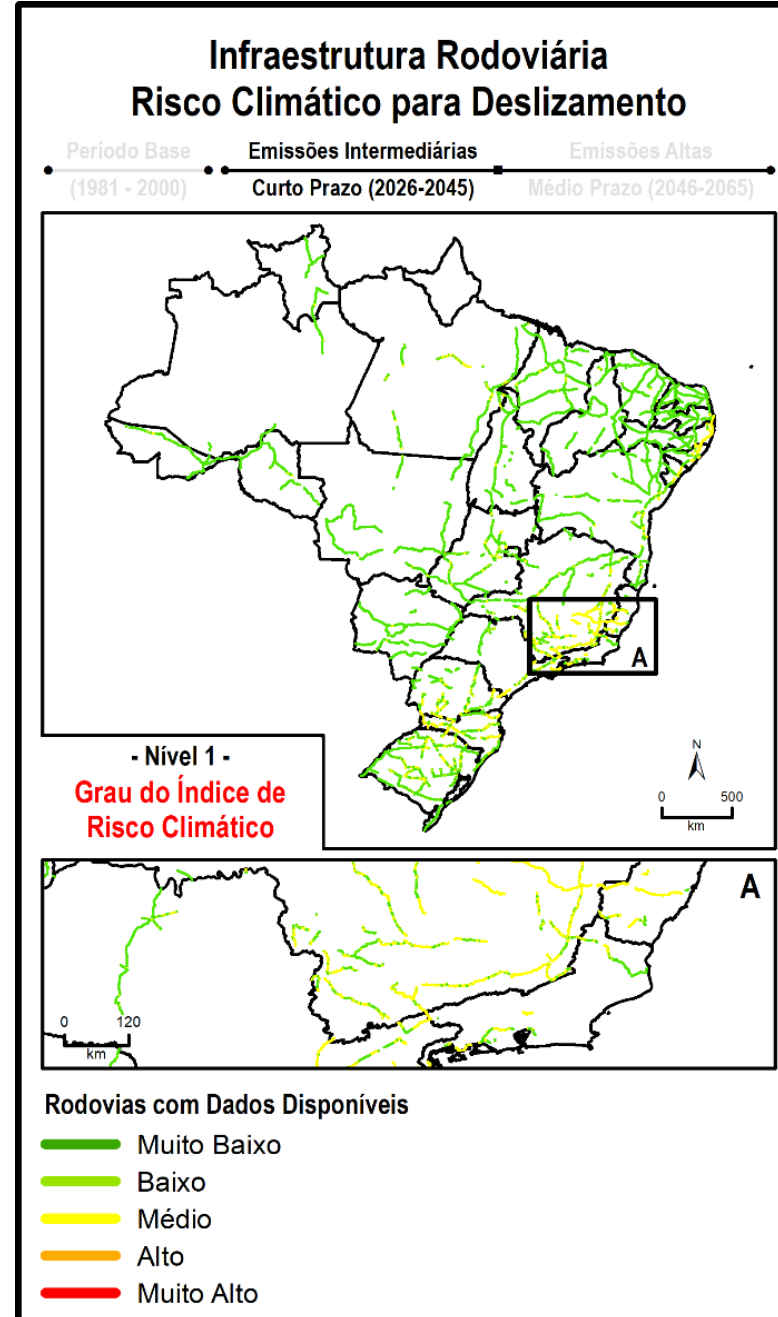 Infraestrutura Rodoviária
Risco Climático para Deslizamento
Período Base
(1981 - 2000)
Emissões Intermediárias
Curto Prazo (2026-2045)
Emissões Altas
Médio Prazo (2046-2065)
A
- Nível 1 -
Grau do Índice de
Risco Climático
N
0 500
km
A
0 120
km
Rodovias com Dados Disponíveis
Muito Baixo
Baixo
Médio
Alto
Muito Alto